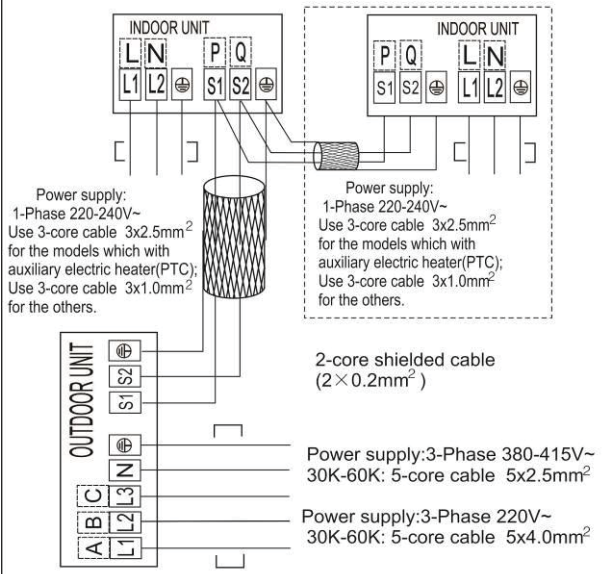 INDOOR UNIT
L N P Q
L1 L2 S1 S2
INDOOR UNIT
P Q L N
S1 S2 L1 L2
Power supply:
1-Phase 220-240V~
Use 3-core cable 3x2.5mm²
for the models which with
auxiliary electric heater(PTC);
Use 3-core cable 3x1.0mm²
for the others.
Power supply:
1-Phase 220-240V~
Use 3-core cable 3x2.5mm²
for the models which with
auxiliary electric heater(PTC);
Use 3-core cable 3x1.0mm²
for the others.
OUTDOOR UNIT
S2
S1
N
C L3
B L2
A L1
2-core shielded cable
(2×0.2mm²)
Power supply:3-Phase 380-415V~
30K-60K: 5-core cable 5x2.5mm²
Power supply:3-Phase 220V~
30K-60K: 5-core cable 5x4.0mm²